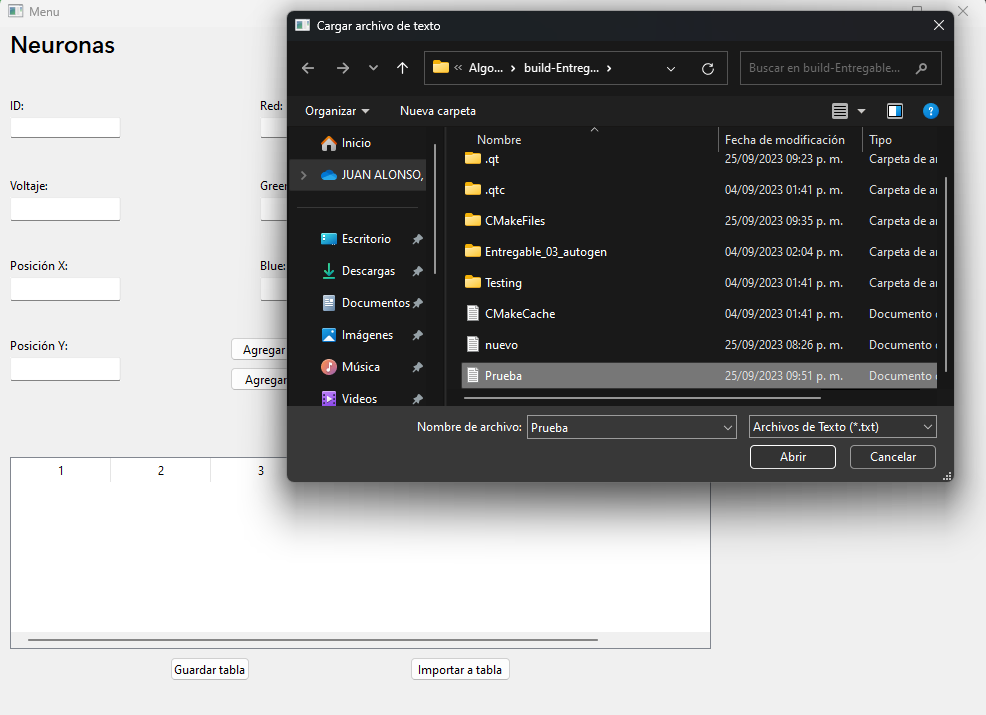 Menu
Neuronas
ID:
Red:
Voltaje:
Green
Posición X:
Blue:
Posición Y:
Agregar
Agregar
1 2 3
Guardar tabla
Importar a tabla
Cargar archivo de texto
« Algo... › build-Entreg... ›
Buscar en build-Entregable...
Organizar
Nueva carpeta
?
Inicio
JUAN ALONSO,
Escritorio
Descargas
Documentos
Imágenes
Música
Videos
Nombre Fecha de modificación Tipo
.qt 25/09/2023 09:23 p. m. Carpeta de ar
.qtc 04/09/2023 01:41 p. m. Carpeta de ar
CMakeFiles 25/09/2023 09:35 p. m. Carpeta de ar
Entregable_03_autogen 04/09/2023 02:04 p. m. Carpeta de ar
Testing 04/09/2023 01:41 p. m. Carpeta de ar
CMakeCache 04/09/2023 01:41 p. m. Documento d
nuevo 25/09/2023 08:26 p. m. Documento d
Prueba 25/09/2023 09:51 p. m. Documento d
Nombre de archivo: Prueba Archivos de Texto (*.txt)
Abrir Cancelar